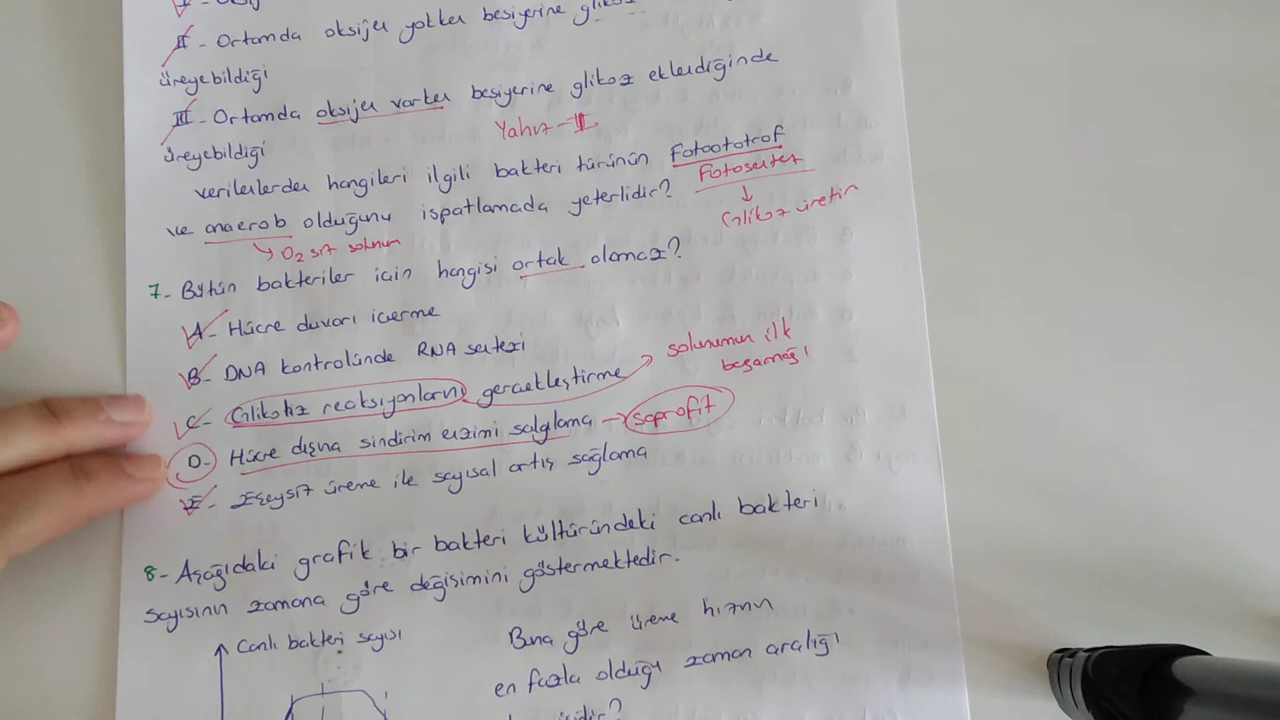 II- Ortamda oksijen yokken besiyerine glikoz
üreyebildiği
III- Ortamda oksijen varken besiyerine glikoz eklendiğinde
üreyebildiği
Yalnız-II
verilenlerden hangileri ilgili bakteri türünün fotoototrof
ve anaerob olduğunu ispatlamada yeterlidir?
Fotosentez
↓
Glikoz üretir
↳ O2 siz solunum
7- Bütün bakteriler için hangisi ortak olamaz?
A- Hücre duvarı içerme
B- DNA kontrolünde RNA sentezi
C- Glikoliz reaksiyonlarını gerçekleştirme → solunumun ilk
basamağı
D- Hücre dışına sindirim enzimi salgılama → saprofit
E- Eşeysiz üreme ile sayısal artış sağlama
8- Aşağıdaki grafik bir bakteri kültüründeki canlı bakteri
sayısının zamana göre değişimini göstermektedir.
Canlı bakteri sayısı
Buna göre üreme hızının
en fazla olduğu zaman aralığı